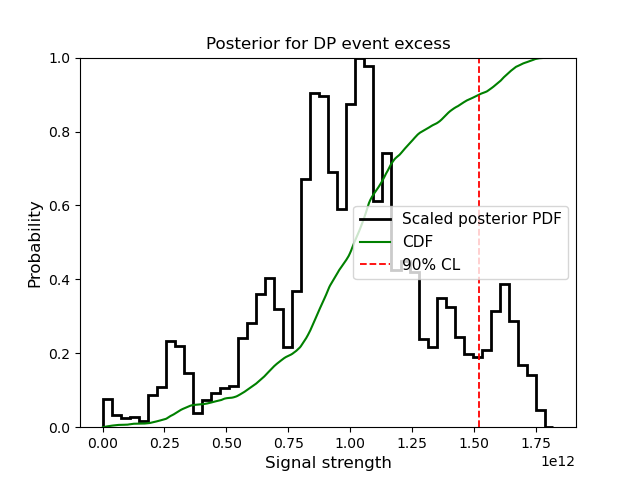 Posterior for DP event excess
Probability
1.0
0.8
0.6
0.4
0.2
0.0
Scaled posterior PDF
CDF
90% CL
0.00 0.25 0.50 0.75 1.00 1.25 1.50 1.75
1e12
Signal strength